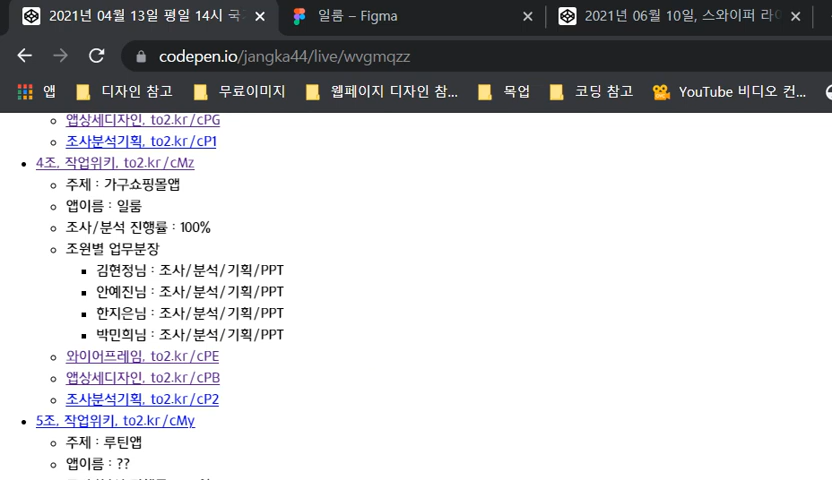 2021년 04월 13일 평일 14시 국
일룸 – Figma
2021년 06월 10일, 스와이퍼 라이
codepen.io/jangka44/live/wvgmqzz
앱 디자인 참고 무료이미지 웹페이지 디자인 참... 목업 코딩 참고 YouTube 비디오 컨...
앱상세디자인, to2.kr/cPG
조사분석기획, to2.kr/cP1
4조, 작업위키, to2.kr/cMz
주제 : 가구쇼핑몰앱
앱이름 : 일룸
조사/분석 진행률 : 100%
조원별 업무분장
김현정님 : 조사/분석/기획/PPT
안예진님 : 조사/분석/기획/PPT
한지은님 : 조사/분석/기획/PPT
박민희님 : 조사/분석/기획/PPT
와이어프레임, to2.kr/cPE
앱상세디자인, to2.kr/cPB
조사분석기획, to2.kr/cP2
5조, 작업위키, to2.kr/cMy
주제 : 루틴앱
앱이름 : ??